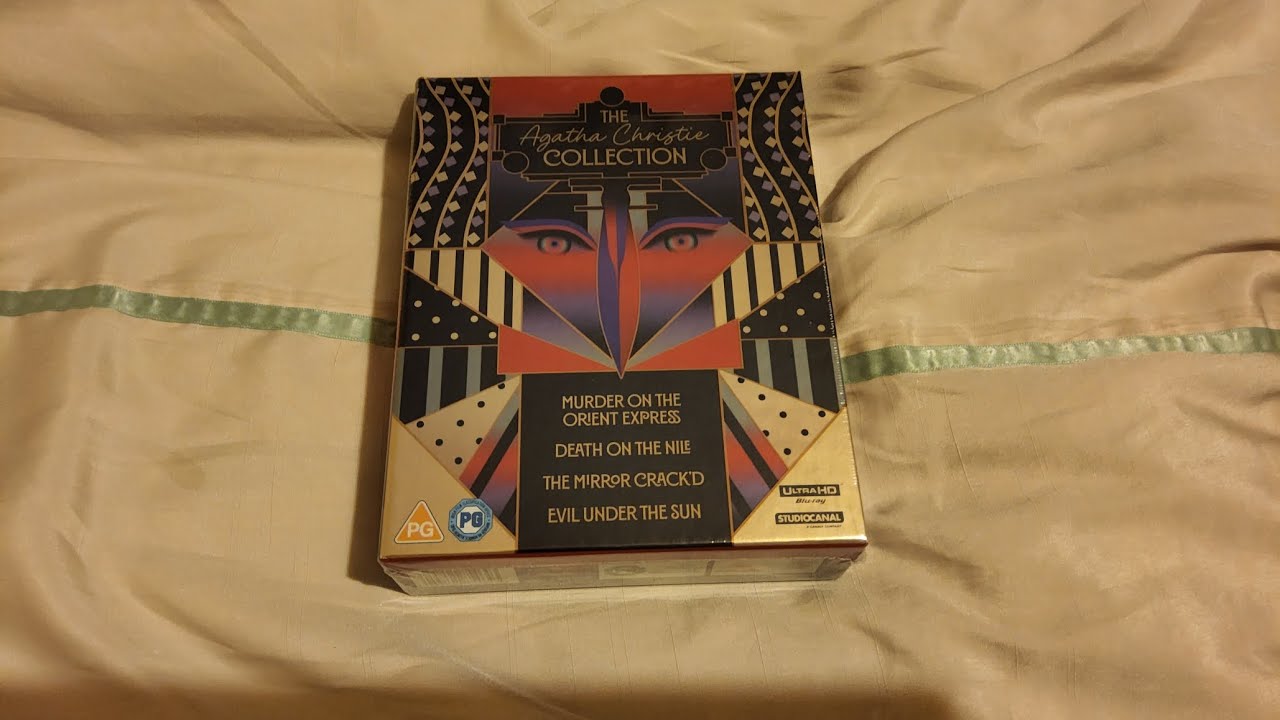 THE
Agatha Christie
COLLECTION
MURDER ON THE
ORIENT EXPRESS
DEATH ON THE NILE
THE MIRROR CRACK'D
EVIL UNDER THE SUN
PG
PG
ULTRA HD
Blu-ray
STUDIOCANAL